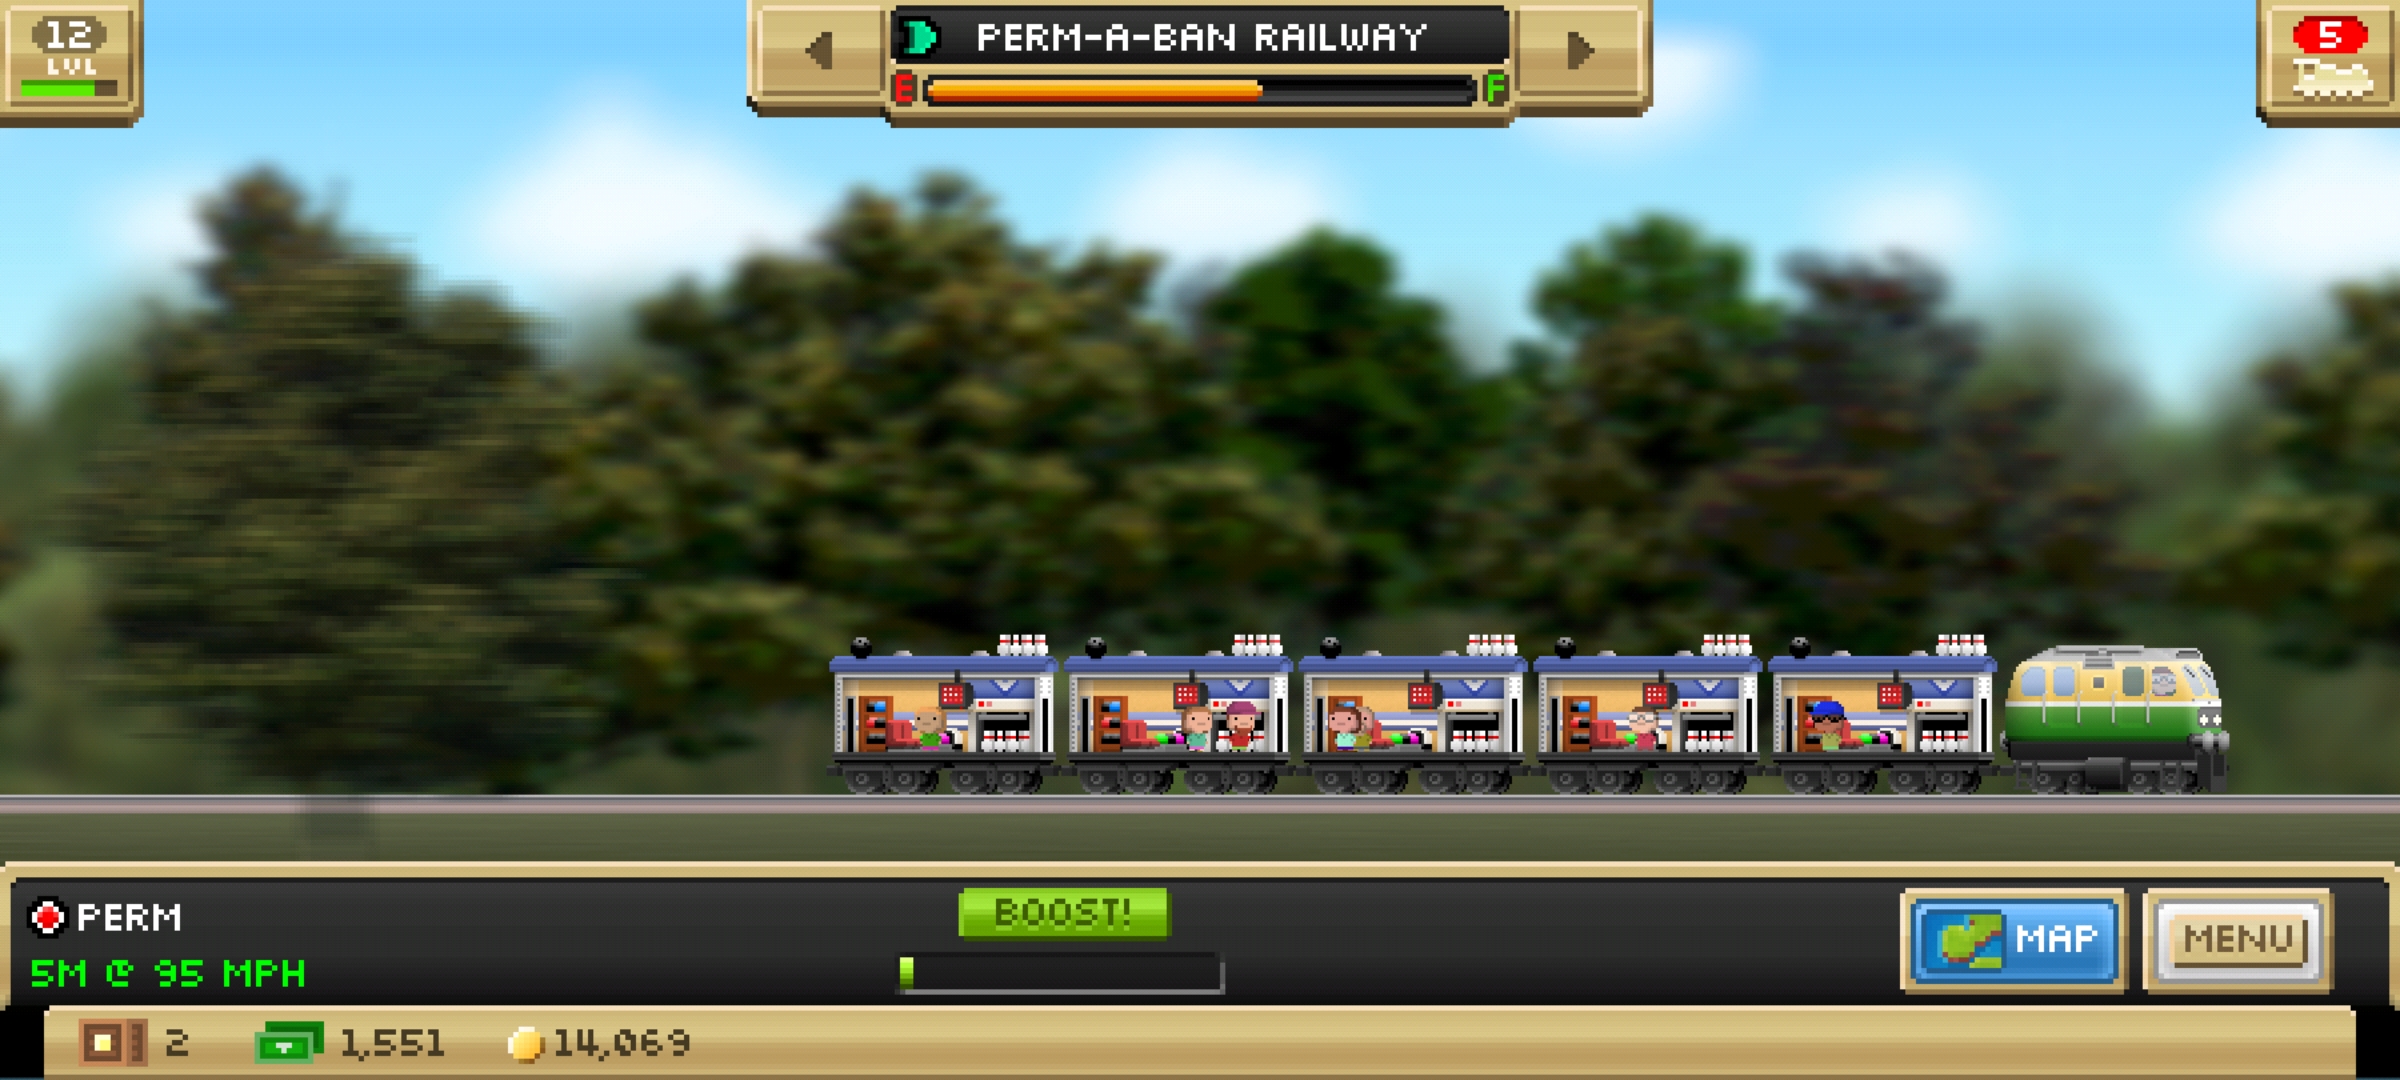 12
LVL
PERM-A-BAN RAILWAY
E
F
5
PERM
5M @ 95 MPH
BOOST!
MAP
MENU
2
1,551
14,069